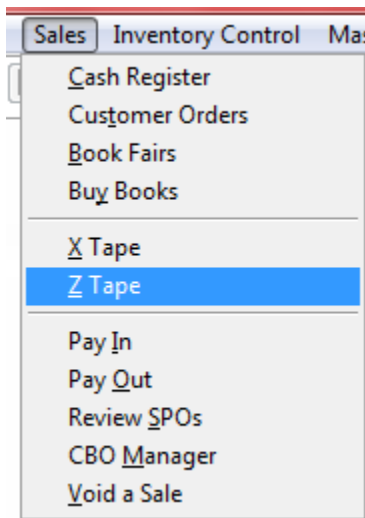 Sales Inventory Control Mas
Cash Register
Customer Orders
Book Fairs
Buy Books
X Tape
Z Tape
Pay In
Pay Out
Review SPOs
CBO Manager
Void a Sale